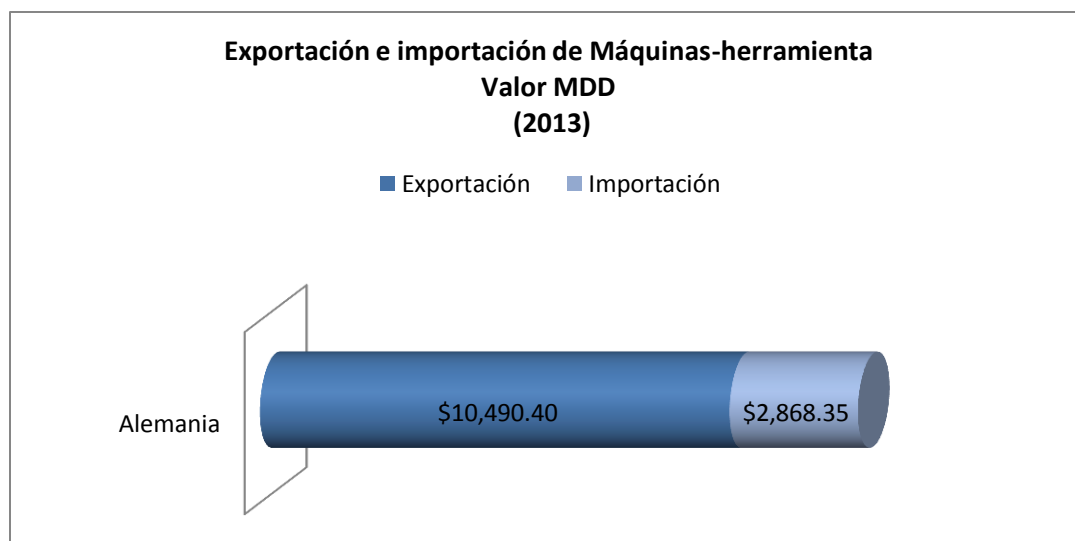 Exportación e importación de Máquinas-herramienta
Valor MDD
(2013)
Exportación Importación
Alemania $10,490.40 $2,868.35